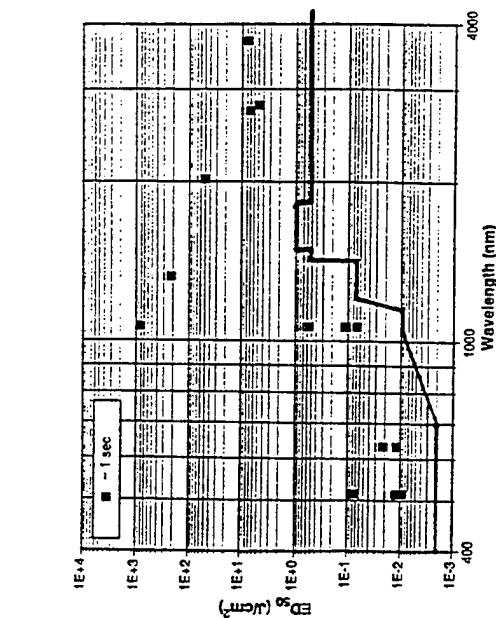 1E+4
1E+3
1E+2
1E+1
1E+0
1E-1
1E-2
1E-3
ED50 (J/cm²)
~1 sec
400
1000
4000
Wavelength (nm)